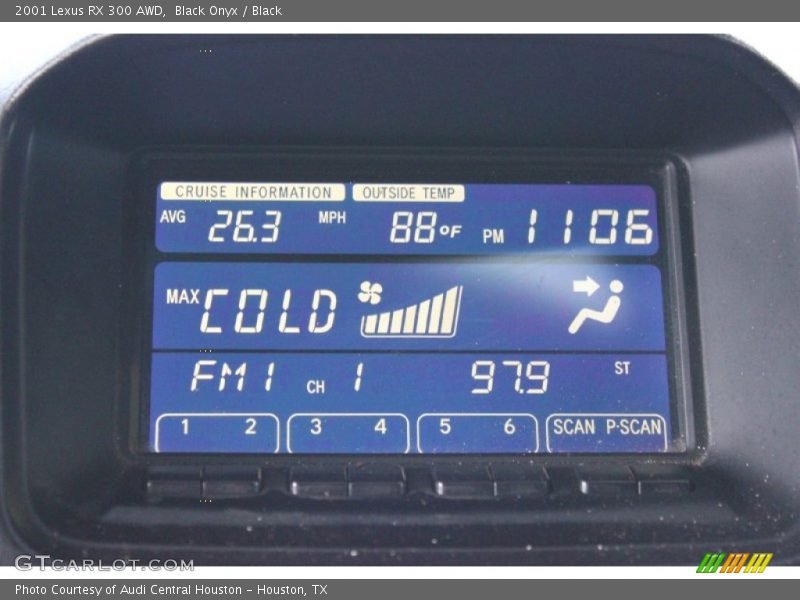 2001 Lexus RX 300 AWD, Black Onyx / Black
CRUISE INFORMATION OUTSIDE TEMP
AVG 26.3 MPH 88°F PM 11 06
MAX COLD
FM1 CH 1 97.9 ST
1 2 3 4 5 6 SCAN P·SCAN
GTCARLOT.COM
Photo Courtesy of Audi Central Houston - Houston, TX